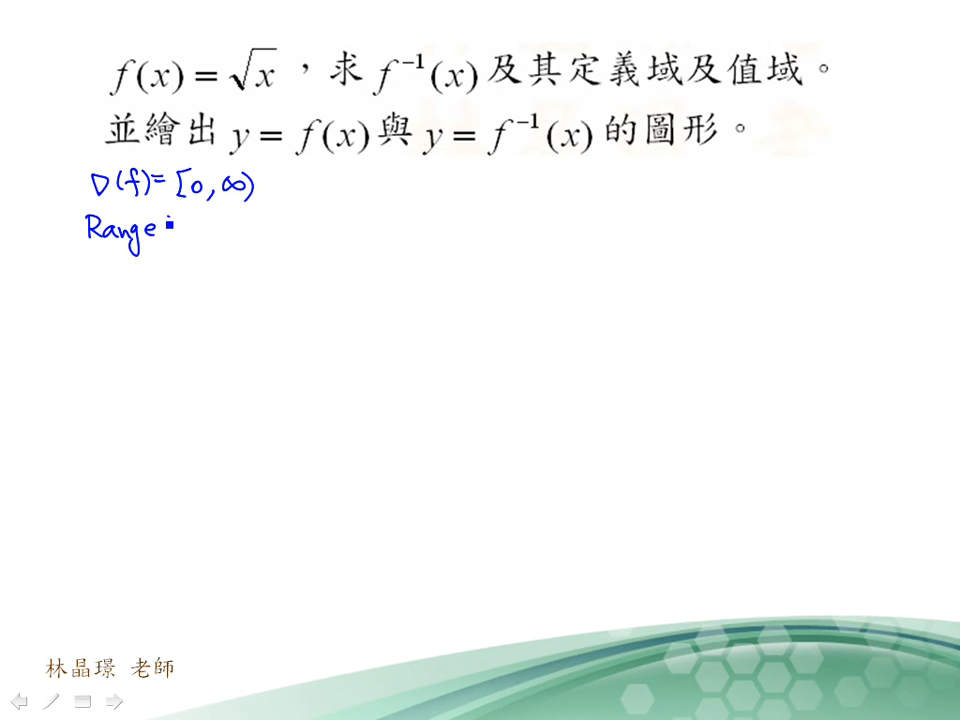 f(x) = √x ，求 f⁻¹(x) 及其定義域及值域。
並繪出 y = f(x) 與 y = f⁻¹(x) 的圖形。
D(f) = [0, ∞)
Range :
林晶璟 老師